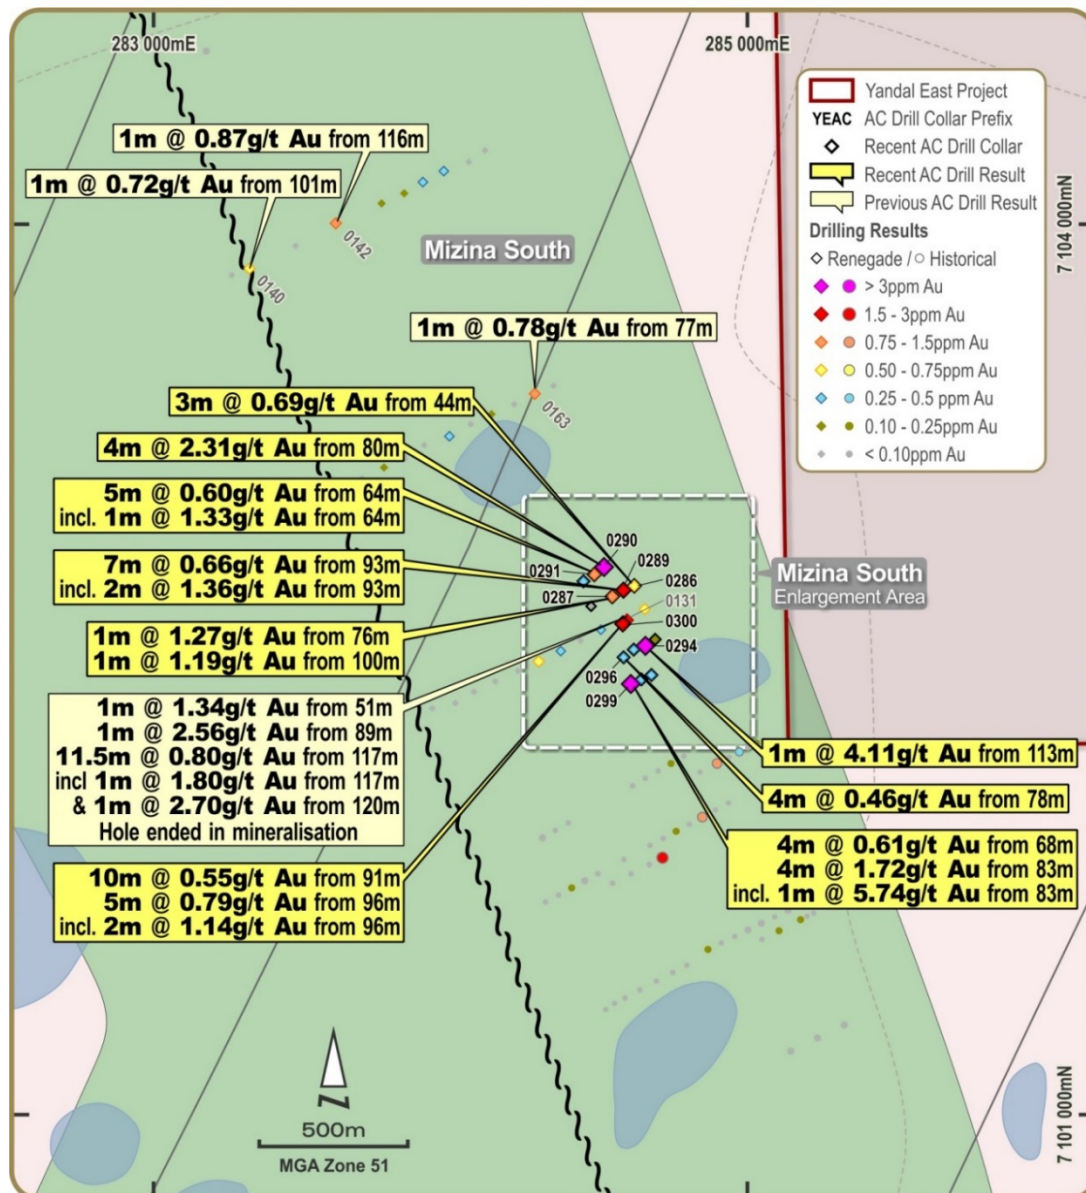 283 000mE
285 000mE
Yandal East Project
YEAC AC Drill Collar Prefix
Recent AC Drill Collar
Recent AC Drill Result
Previous AC Drill Result
Drilling Results
Renegade / Historical
> 3ppm Au
1.5 - 3ppm Au
0.75 - 1.5ppm Au
0.50 - 0.75ppm Au
0.25 - 0.5 ppm Au
0.10 - 0.25ppm Au
< 0.10ppm Au
7 104 000mN
1m @ 0.87g/t Au from 116m
1m @ 0.72g/t Au from 101m
0142
0140
Mizina South
1m @ 0.78g/t Au from 77m
0163
3m @ 0.69g/t Au from 44m
4m @ 2.31g/t Au from 80m
5m @ 0.60g/t Au from 64m
incl. 1m @ 1.33g/t Au from 64m
7m @ 0.66g/t Au from 93m
incl. 2m @ 1.36g/t Au from 93m
1m @ 1.27g/t Au from 76m
1m @ 1.19g/t Au from 100m
1m @ 1.34g/t Au from 51m
1m @ 2.56g/t Au from 89m
11.5m @ 0.80g/t Au from 117m
incl 1m @ 1.80g/t Au from 117m
& 1m @ 2.70g/t Au from 120m
Hole ended in mineralisation
10m @ 0.55g/t Au from 91m
5m @ 0.79g/t Au from 96m
incl. 2m @ 1.14g/t Au from 96m
0290
0289
0291
0286
0287
0131
0300
0294
0296
0299
Mizina South
Enlargement Area
1m @ 4.11g/t Au from 113m
4m @ 0.46g/t Au from 78m
4m @ 0.61g/t Au from 68m
4m @ 1.72g/t Au from 83m
incl. 1m @ 5.74g/t Au from 83m
N
500m
MGA Zone 51
7 101 000mN